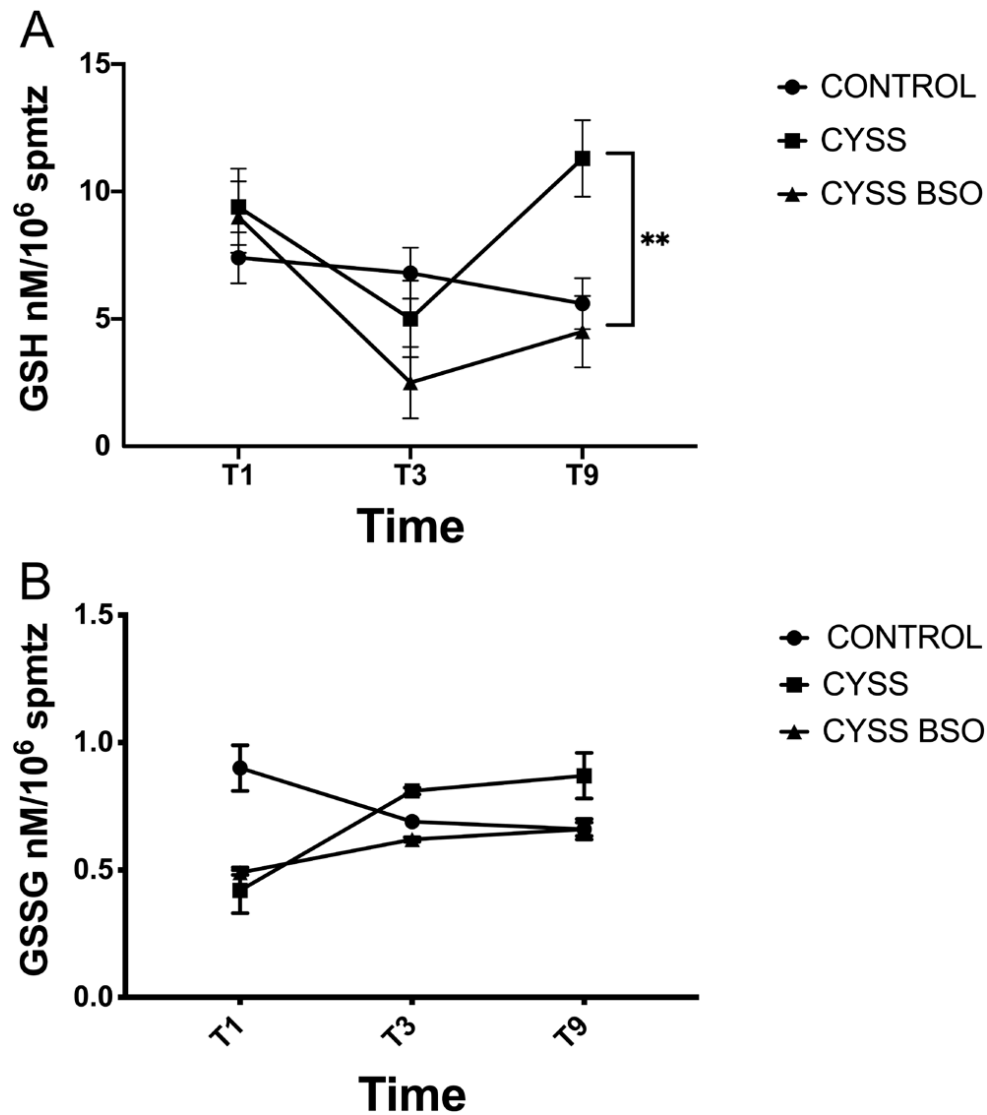 A
GSH nM/10⁶ spmtz
15
10
5
0
T1
T3
T9
Time
**
CONTROL
CYSS
CYSS BSO
B
GSSG nM/10⁶ spmtz
1.5
1.0
0.5
0.0
T1
T3
T9
Time
CONTROL
CYSS
CYSS BSO